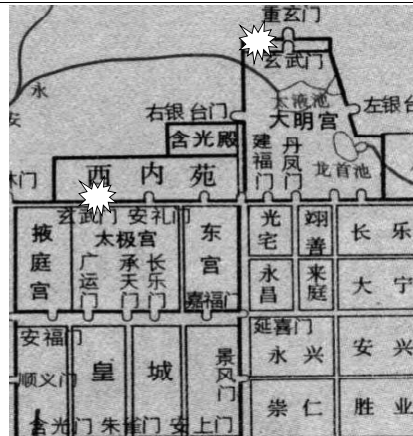 重玄门
玄武门
永
安
太液池
右银台门
左银台门
大明宫
含光殿
建福门
丹凤门
龙首池
西内苑
林门
玄武门
安礼门
掖庭宫
太极宫
东宫
光宅
翊善
长乐
广运门
承天门
长乐门
永昌
来庭
大宁
嘉福门
安福门
延喜门
顺义门
皇城
景风门
永兴
安兴
崇仁
胜业
含光门
朱雀门
安上门